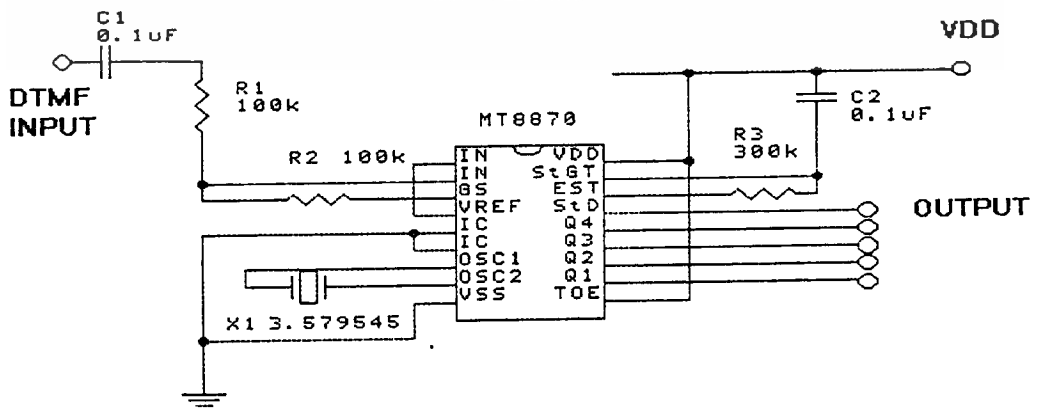 C1
0.1uF
DTMF
INPUT
R1
100k
R2 100k
MT8870
IN
IN
GS
VREF
IC
IC
OSC1
OSC2
VSS
VDD
StGT
EST
StD
Q4
Q3
Q2
Q1
TOE
X1 3.579545
VDD
C2
0.1uF
R3
300k
OUTPUT